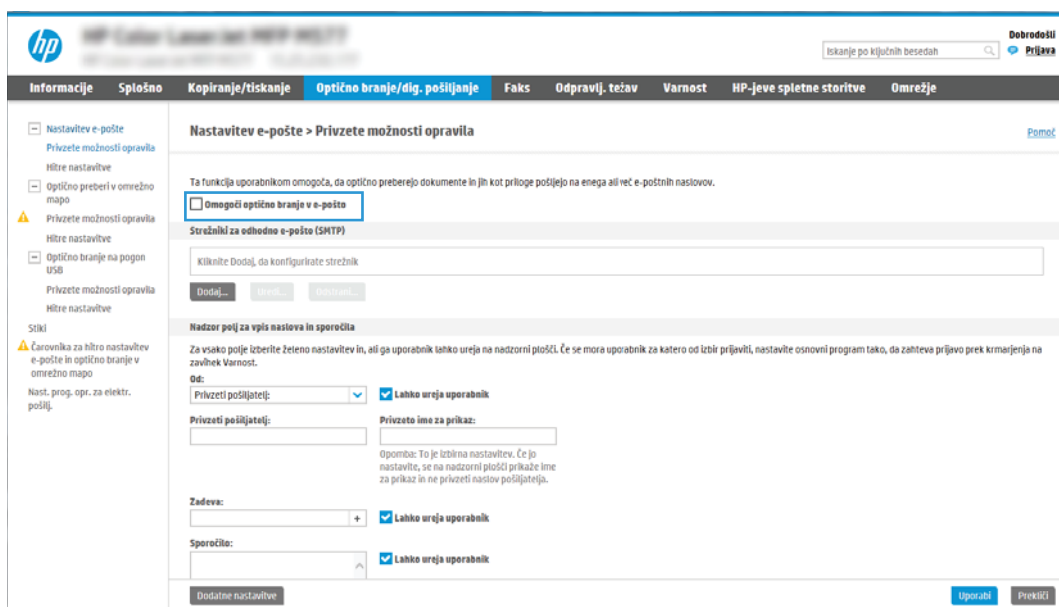 hp
Dobrodošli
Iskanje po ključnih besedah
Prijava
Informacije Splošno Kopiranje/tiskanje Optično branje/dig. pošiljanje Faks Odpravlj. težav Varnost HP-jeve spletne storitve Omrežje
Nastavitev e-pošte
Privzete možnosti opravila
Hitre nastavitve
Optično preberi v omrežno
mapo
Privzete možnosti opravila
Hitre nastavitve
Optično branje na pogon
USB
Privzete možnosti opravila
Hitre nastavitve
Stiki
Čarovnika za hitro nastavitev
e-pošte in optično branje v
omrežno mapo
Nast. prog. opr. za elektr.
pošilj.
Nastavitev e-pošte > Privzete možnosti opravila
Pomoč
Ta funkcija uporabnikom omogoča, da optično preberejo dokumente in jih kot priloge pošljejo na enega ali več e-poštnih naslovov.
Omogoči optično branje v e-pošto
Strežniki za odhodno e-pošto (SMTP)
Kliknite Dodaj, da konfigurirate strežnik
Dodaj... Uredi... Odstrani...
Nadzor polj za vpis naslova in sporočila
Za vsako polje izberite želeno nastavitev in, ali ga uporabnik lahko ureja na nadzorni plošči. Če se mora uporabnik za katero od izbir prijaviti, nastavite osnovni program tako, da zahteva prijavo prek krmarjenja na
zavihek Varnost.
Od:
Privzeti pošiljatelj: Lahko ureja uporabnik
Privzeti pošiljatelj: Privzeto ime za prikaz:
Opomba: To je izbirna nastavitev. Če jo
nastavite, se na nadzorni plošči prikaže ime
za prikaz in ne privzeti naslov pošiljatelja.
Zadeva:
+ Lahko ureja uporabnik
Sporočilo:
Lahko ureja uporabnik
Dodatne nastavitve Uporabi Prekliči